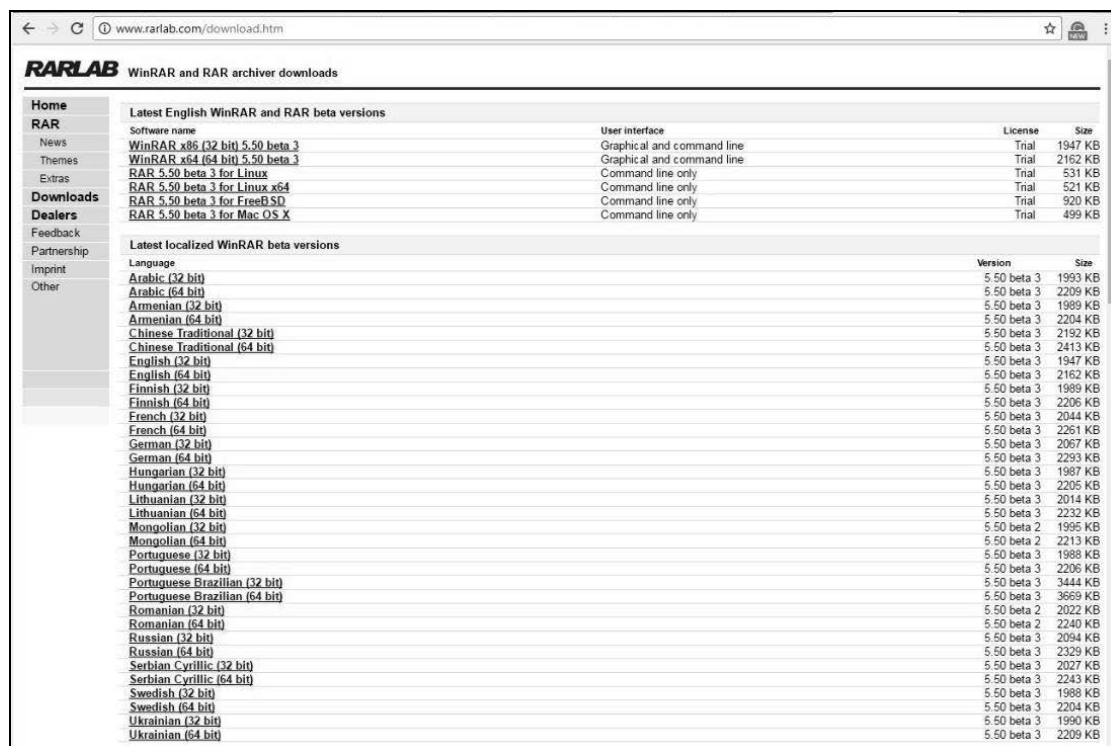 www.rarlab.com/download.htm
NEW
RARLAB WinRAR and RAR archiver downloads
Home
RAR
News
Themes
Extras
Downloads
Dealers
Feedback
Partnership
Imprint
Other
Latest English WinRAR and RAR beta versions
Software name User interface License Size
WinRAR x86 (32 bit) 5.50 beta 3 Graphical and command line Trial 1947 KB
WinRAR x64 (64 bit) 5.50 beta 3 Graphical and command line Trial 2162 KB
RAR 5.50 beta 3 for Linux Command line only Trial 531 KB
RAR 5.50 beta 3 for Linux x64 Command line only Trial 521 KB
RAR 5.50 beta 3 for FreeBSD Command line only Trial 920 KB
RAR 5.50 beta 3 for Mac OS X Command line only Trial 499 KB
Latest localized WinRAR beta versions
Language Version Size
Arabic (32 bit) 5.50 beta 3 1993 KB
Arabic (64 bit) 5.50 beta 3 2209 KB
Armenian (32 bit) 5.50 beta 3 1989 KB
Armenian (64 bit) 5.50 beta 3 2204 KB
Chinese Traditional (32 bit) 5.50 beta 3 2192 KB
Chinese Traditional (64 bit) 5.50 beta 3 2413 KB
English (32 bit) 5.50 beta 3 1947 KB
English (64 bit) 5.50 beta 3 2162 KB
Finnish (32 bit) 5.50 beta 3 1989 KB
Finnish (64 bit) 5.50 beta 3 2206 KB
French (32 bit) 5.50 beta 3 2044 KB
French (64 bit) 5.50 beta 3 2261 KB
German (32 bit) 5.50 beta 3 2067 KB
German (64 bit) 5.50 beta 3 2293 KB
Hungarian (32 bit) 5.50 beta 3 1987 KB
Hungarian (64 bit) 5.50 beta 3 2205 KB
Lithuanian (32 bit) 5.50 beta 3 2014 KB
Lithuanian (64 bit) 5.50 beta 3 2232 KB
Mongolian (32 bit) 5.50 beta 2 1995 KB
Mongolian (64 bit) 5.50 beta 2 2213 KB
Portuguese (32 bit) 5.50 beta 3 1988 KB
Portuguese (64 bit) 5.50 beta 3 2206 KB
Portuguese Brazilian (32 bit) 5.50 beta 3 3444 KB
Portuguese Brazilian (64 bit) 5.50 beta 3 3669 KB
Romanian (32 bit) 5.50 beta 2 2022 KB
Romanian (64 bit) 5.50 beta 2 2240 KB
Russian (32 bit) 5.50 beta 3 2094 KB
Russian (64 bit) 5.50 beta 3 2329 KB
Serbian Cyrillic (32 bit) 5.50 beta 3 2027 KB
Serbian Cyrillic (64 bit) 5.50 beta 3 2243 KB
Swedish (32 bit) 5.50 beta 3 1988 KB
Swedish (64 bit) 5.50 beta 3 2204 KB
Ukrainian (32 bit) 5.50 beta 3 1990 KB
Ukrainian (64 bit) 5.50 beta 3 2209 KB